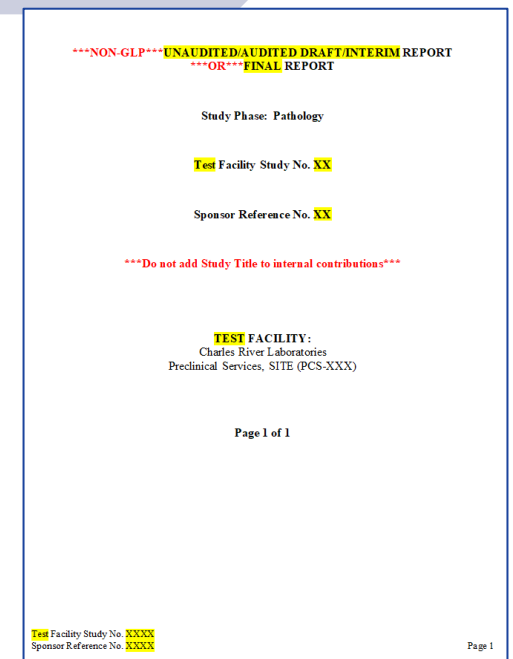 ***NON-GLP***UNAUDITED/AUDITED DRAFT/INTERIM REPORT
***OR***FINAL REPORT
Study Phase: Pathology
Test Facility Study No. XX
Sponsor Reference No. XX
***Do not add Study Title to internal contributions***
TEST FACILITY:
Charles River Laboratories
Preclinical Services, SITE (PCS-XXX)
Page 1 of 1
Test Facility Study No. XXXX
Sponsor Reference No. XXXX
Page 1